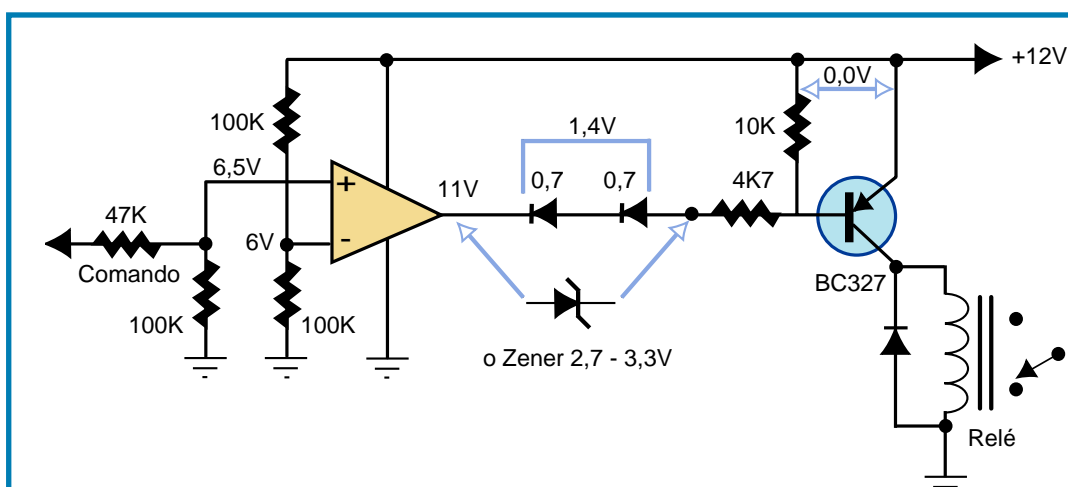 +12V
0,0V
100K
1,4V
10K
6,5V
+
11V
0,7
0,7
4K7
47K
6V
-
Comando
BC327
100K
100K
o Zener 2,7 - 3,3V
Relé